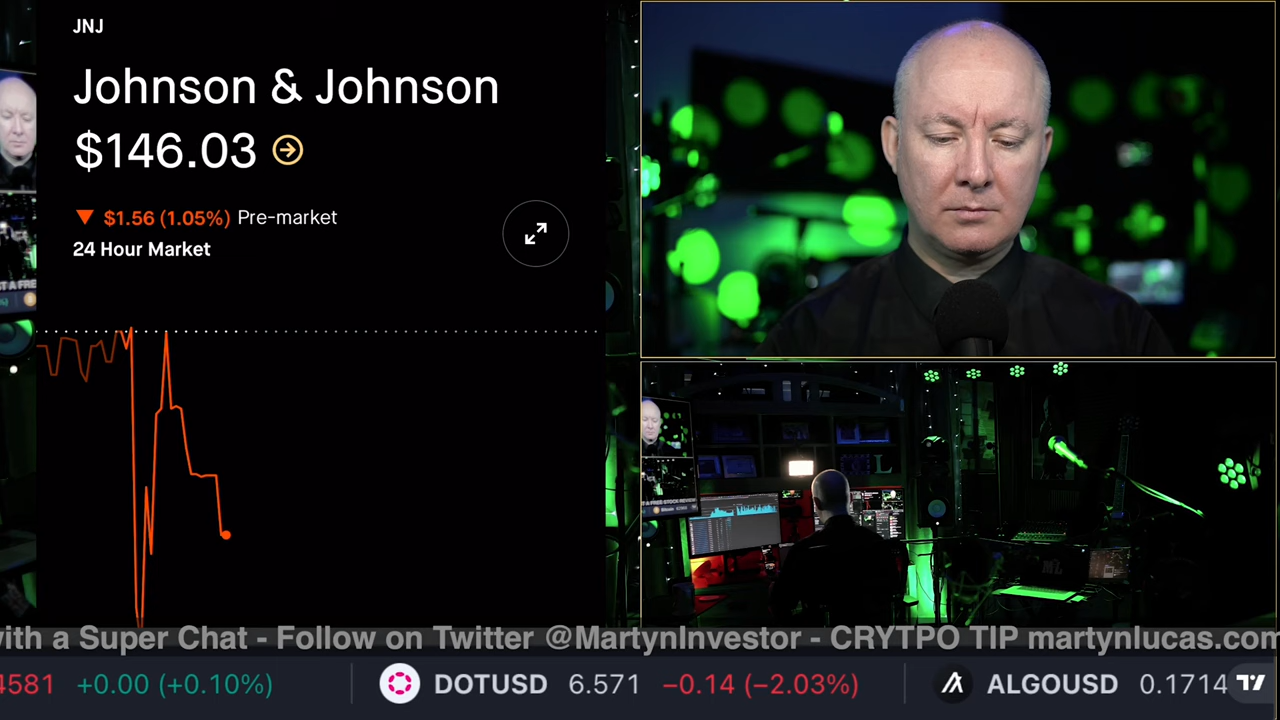 JNJ
Johnson & Johnson
$146.03
$1.56 (1.05%) Pre-market
24 Hour Market
with a Super Chat - Follow on Twitter @MartynInvestor - CRYTPO TIP martynlucas.com
4581 +0.00 (+0.10%) DOTUSD 6.571 −0.14 (−2.03%) ALGOUSD 0.1714